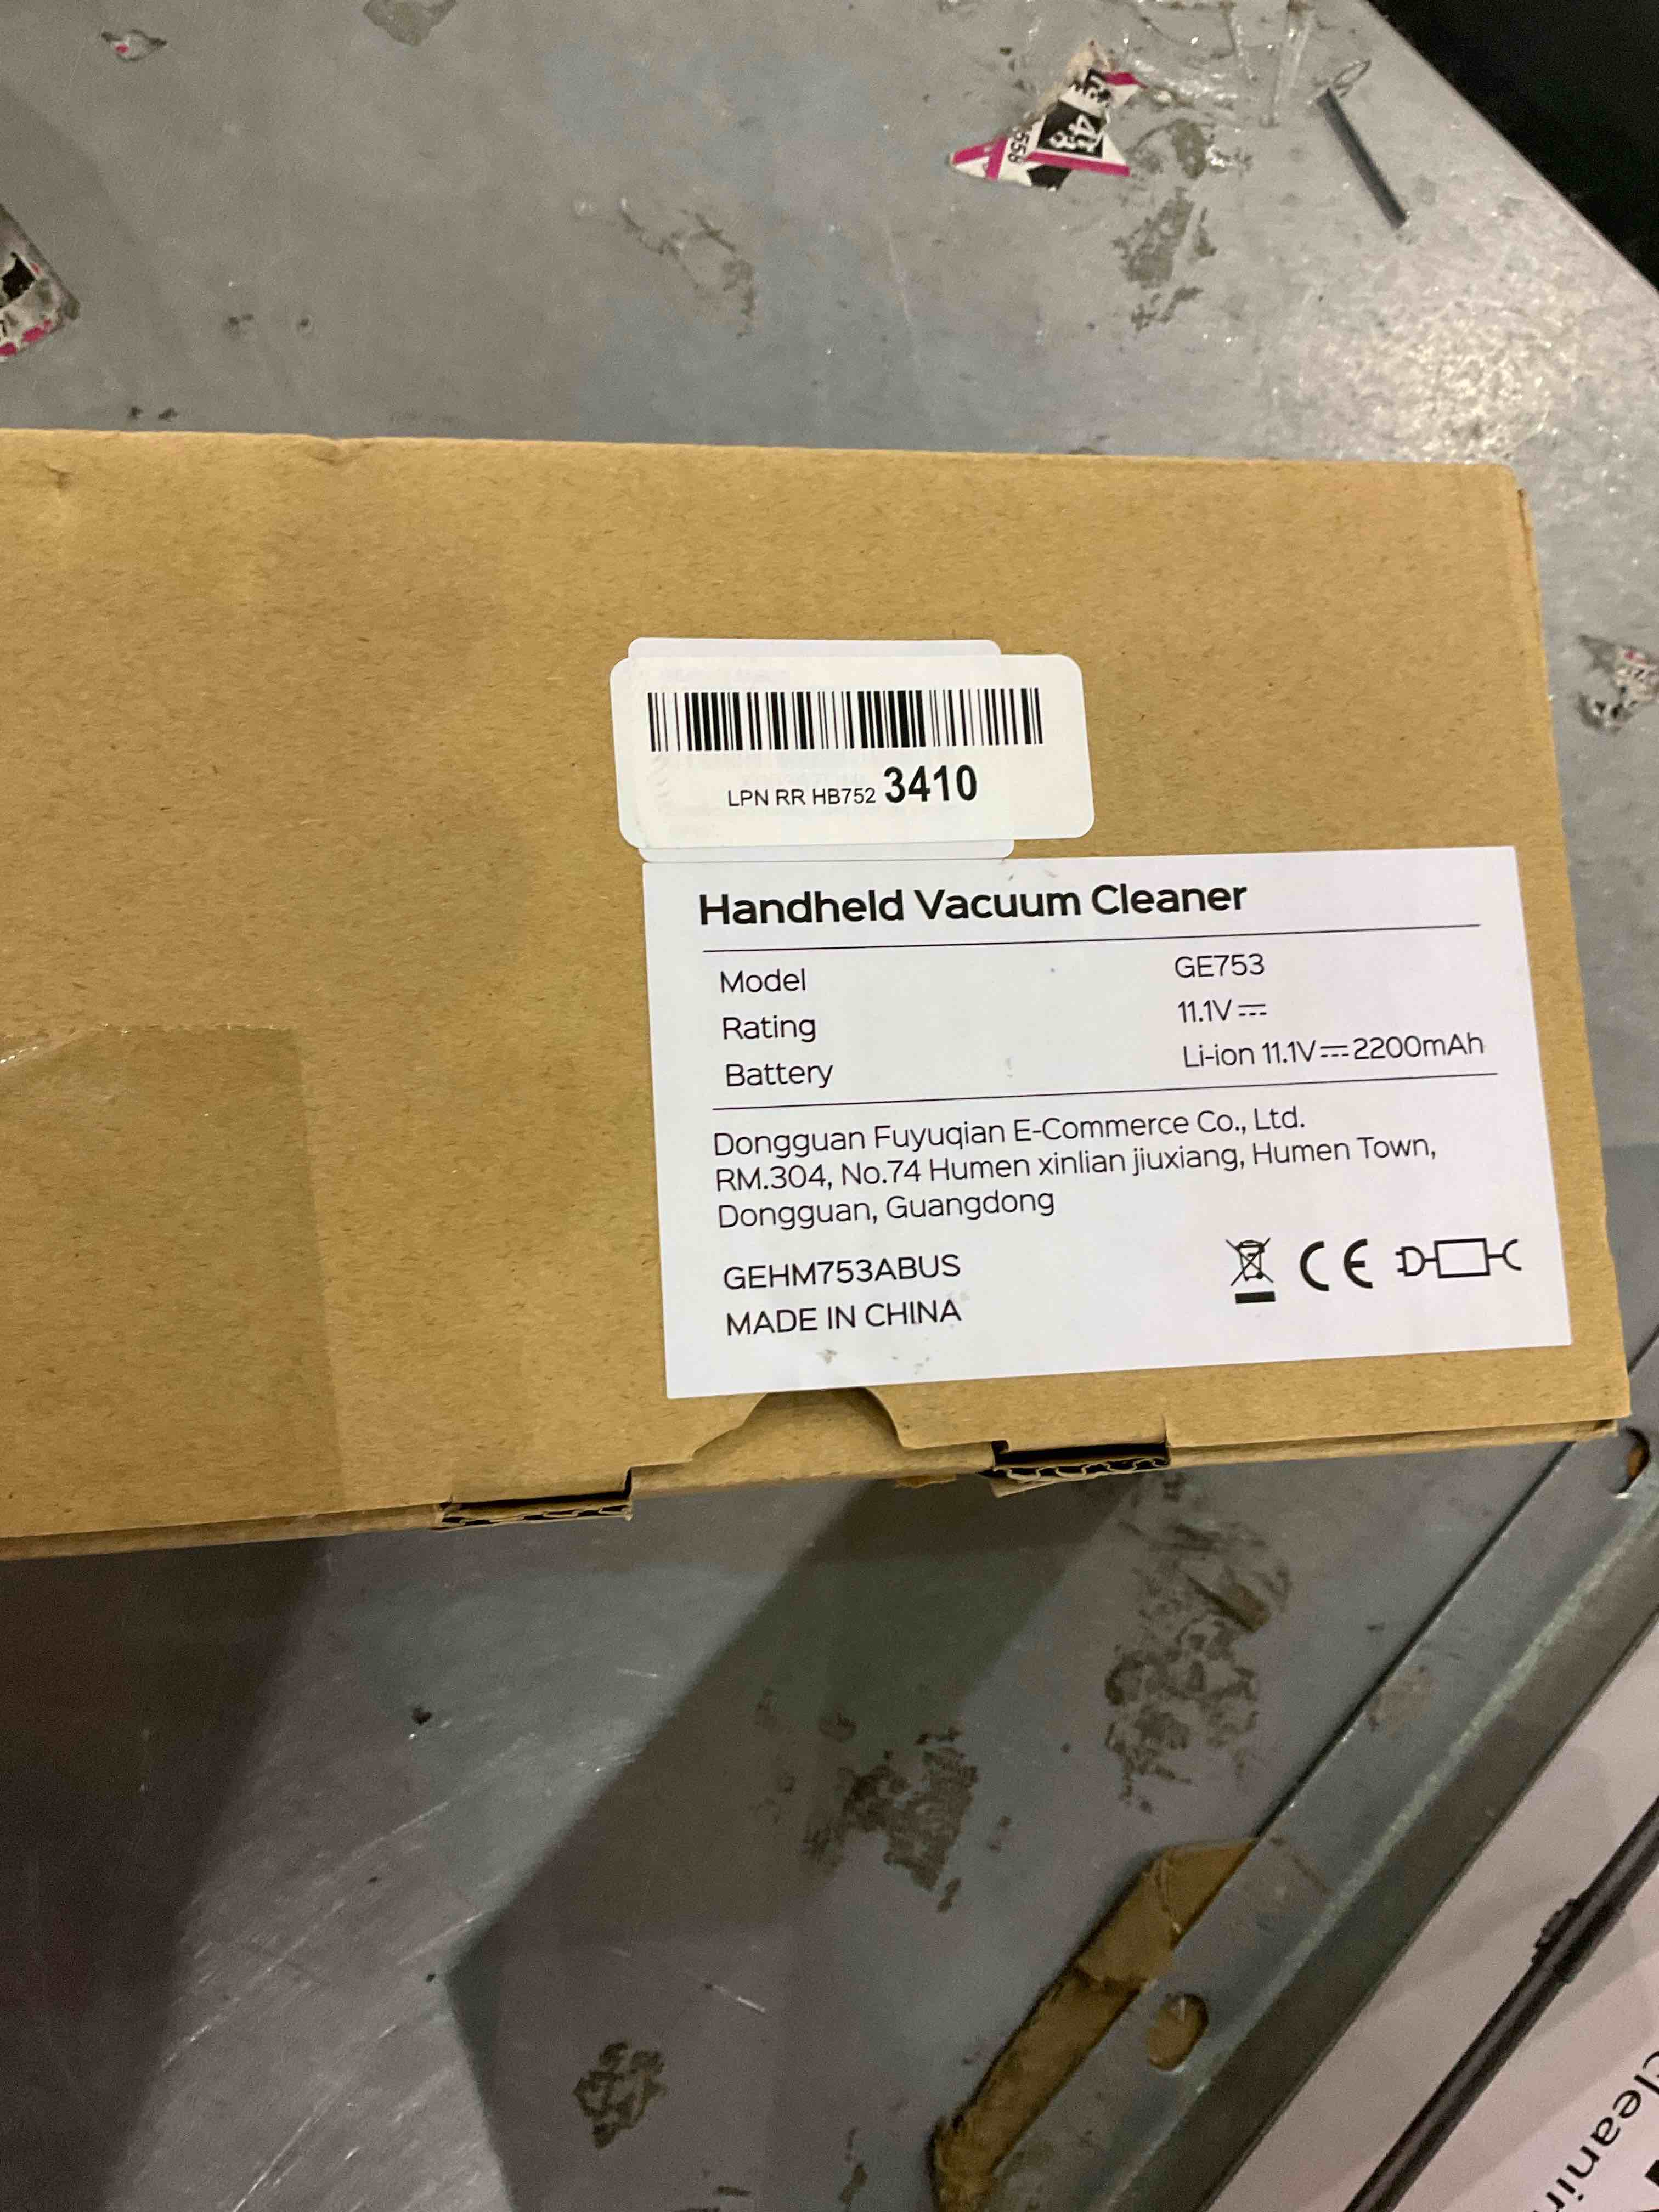 558
48
LPN RR HB752 3410
Handheld Vacuum Cleaner
Model GE753
Rating 11.1V⎓
Battery Li-ion 11.1V⎓2200mAh
Dongguan Fuyuqian E-Commerce Co., Ltd.
RM.304, No.74 Humen xinlian jiuxiang, Humen Town,
Dongguan, Guangdong
GEHM753ABUS
MADE IN CHINA
CE